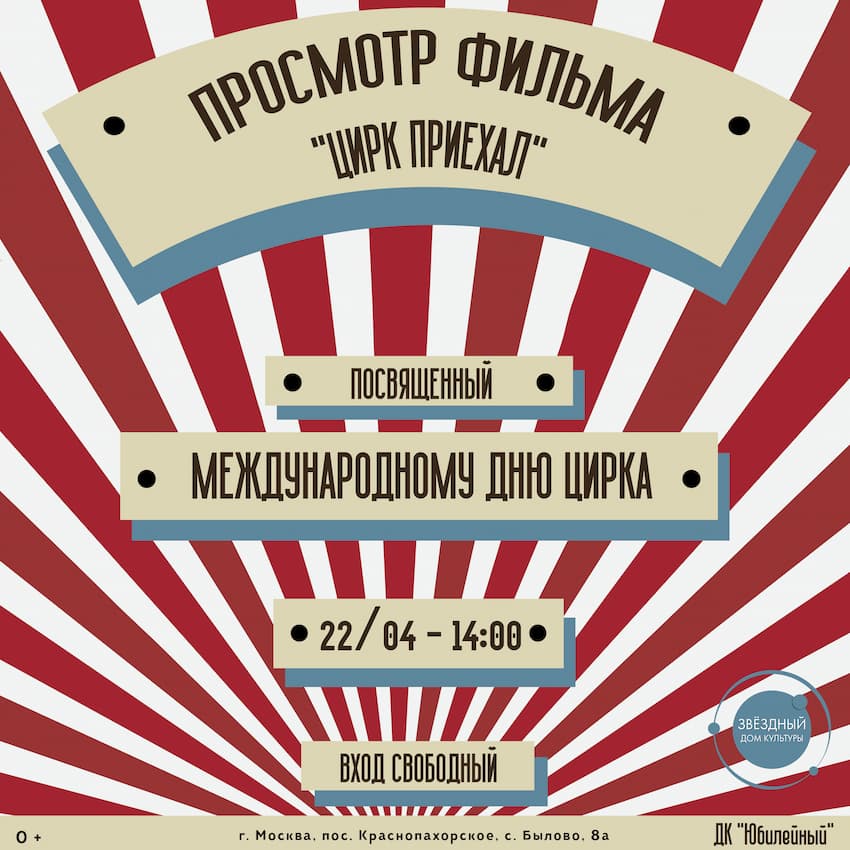 ПРОСМОТР ФИЛЬМА
"ЦИРК ПРИЕХАЛ"
ПОСВЯЩЕННЫЙ
МЕЖДУНАРОДНОМУ ДНЮ ЦИРКА
22/04 - 14:00
ЗВЁЗДНЫЙ
ДОМ КУЛЬТУРЫ
ВХОД СВОБОДНЫЙ
0 +
г. Москва, пос. Краснопахорское, с. Былово, 8а
ДК "Юбилейный"